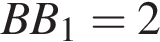 BB₁ = 2